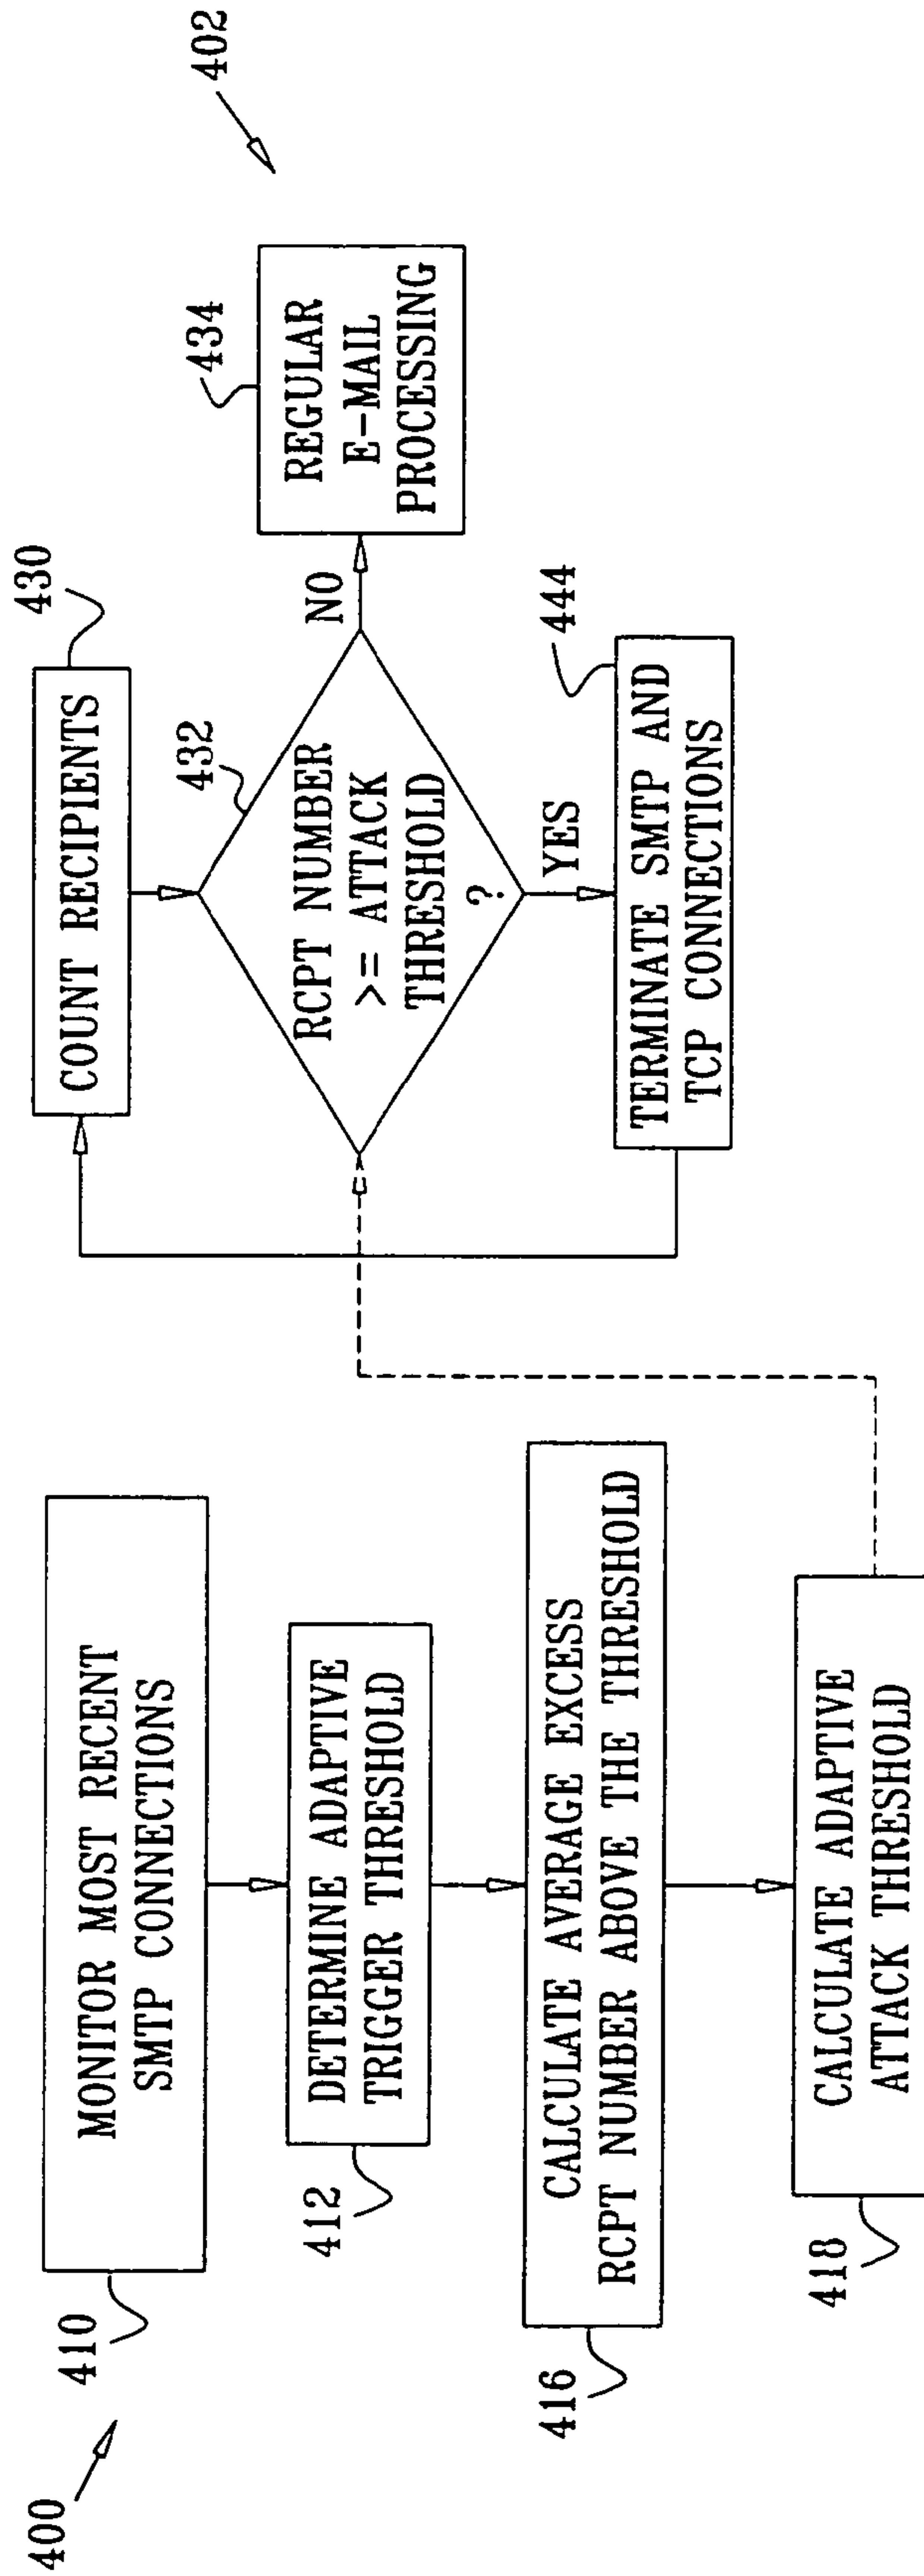 400
410
MONITOR MOST RECENT
SMTP CONNECTIONS
412
DETERMINE ADAPTIVE
TRIGGER THRESHOLD
416
CALCULATE AVERAGE EXCESS
RCPT NUMBER ABOVE THE THRESHOLD
418
CALCULATE ADAPTIVE
ATTACK THRESHOLD
402
430
COUNT RECIPIENTS
432
RCPT NUMBER
>= ATTACK
THRESHOLD
?
NO
434
REGULAR
E-MAIL
PROCESSING
YES
444
TERMINATE SMTP AND
TCP CONNECTIONS